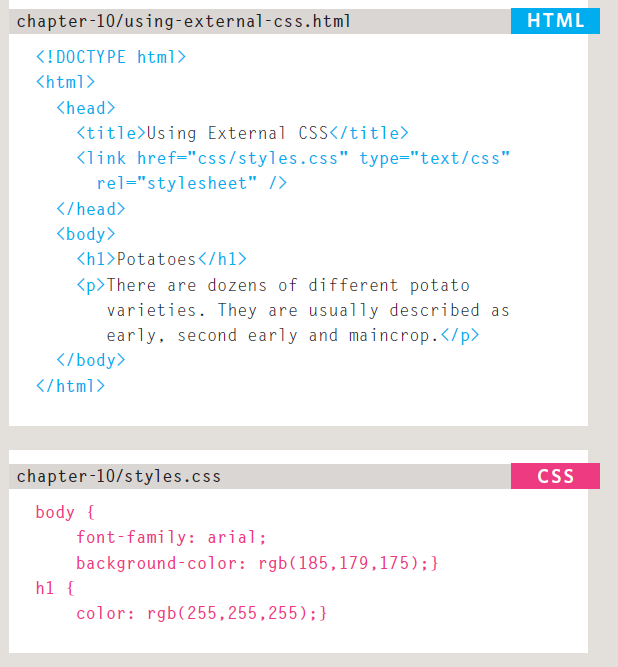 chapter-10/using-external-css.html HTML
<!DOCTYPE html>
<html>
<head>
<title>Using External CSS</title>
<link href="css/styles.css" type="text/css"
rel="stylesheet" />
</head>
<body>
<h1>Potatoes</h1>
<p>There are dozens of different potato
varieties. They are usually described as
early, second early and maincrop.</p>
</body>
</html>
chapter-10/styles.css CSS
body {
font-family: arial;
background-color: rgb(185,179,175);}
h1 {
color: rgb(255,255,255);}